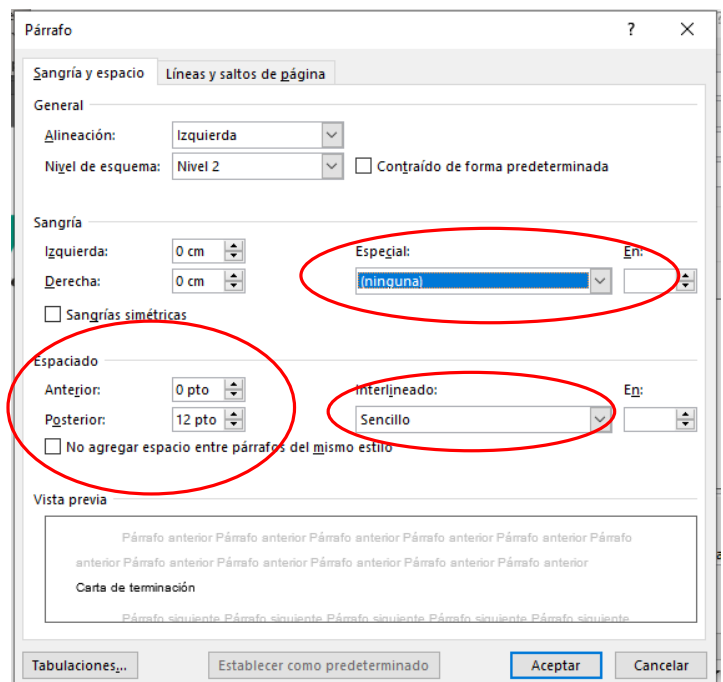 Párrafo ? ×
Sangría y espacio Líneas y saltos de página
General
Alineación: Izquierda
Nivel de esquema: Nivel 2 Contraído de forma predeterminada
Sangría
Izquierda: 0 cm Especial: En:
Derecha: 0 cm (ninguna)
Sangrías simétricas
Espaciado
Anterior: 0 pto Interlineado: En:
Posterior: 12 pto Sencillo
No agregar espacio entre párrafos del mismo estilo
Vista previa
Párrafo anterior Párrafo anterior Párrafo anterior Párrafo anterior Párrafo anterior Párrafo
anterior Párrafo anterior Párrafo anterior Párrafo anterior Párrafo anterior
Carta de terminación
Párrafo siguiente Párrafo siguiente Párrafo siguiente Párrafo siguiente Párrafo siguiente
Tabulaciones... Establecer como predeterminado Aceptar Cancelar